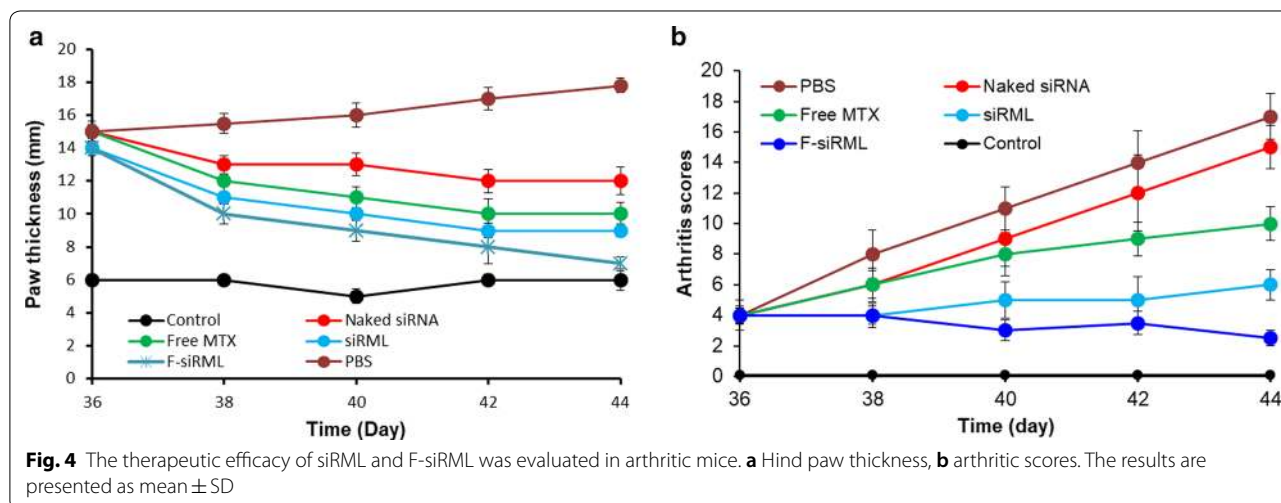 a
20
18
16
14
12
10
8
6
4
2
0
Paw thickness (mm)
Control
Naked siRNA
Free MTX
siRML
F-siRML
PBS
36
38
40
42
44
Time (Day)
b
20
18
16
14
12
10
8
6
4
2
0
Arthritis scores
PBS
Naked siRNA
Free MTX
siRML
F-siRML
Control
36
38
40
42
44
Time (day)
Fig. 4 The therapeutic efficacy of siRML and F-siRML was evaluated in arthritic mice. a Hind paw thickness, b arthritic scores. The results are
presented as mean ± SD